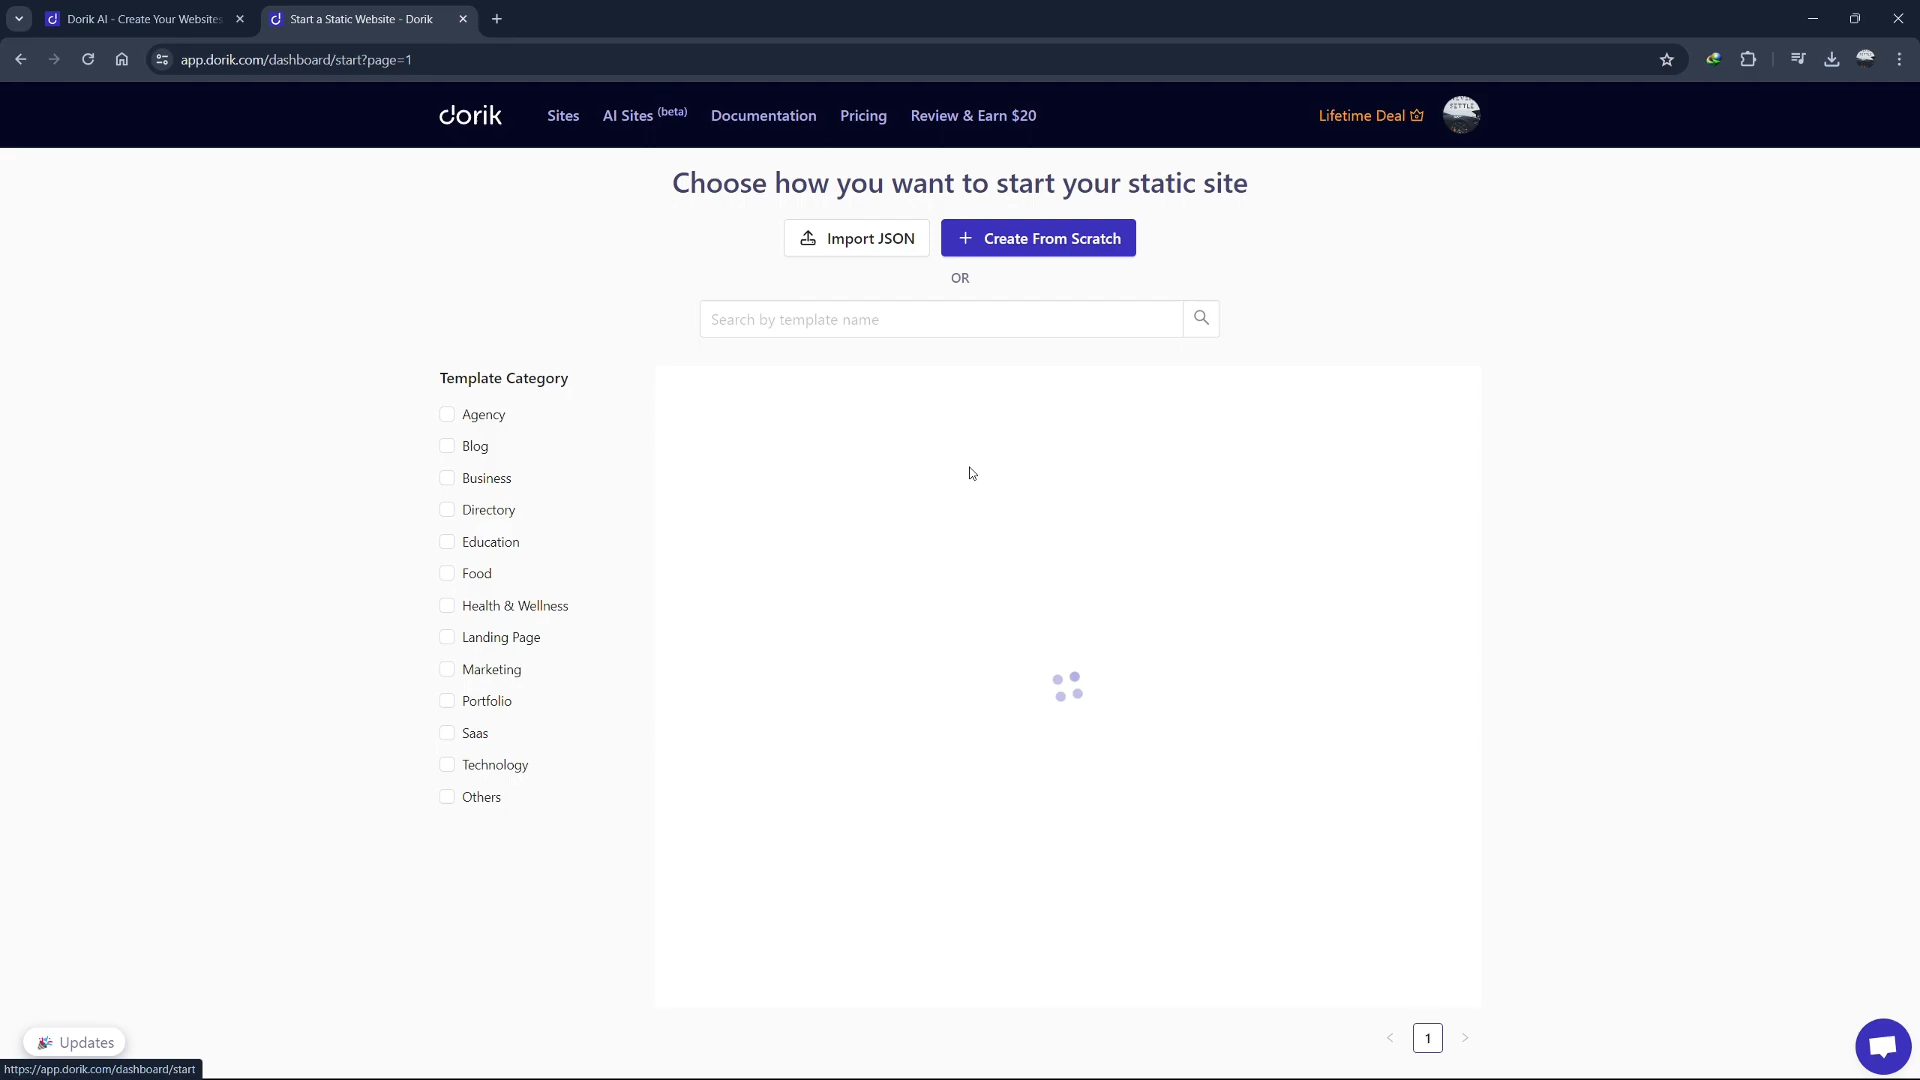 Dorik AI - Create Your Websites
Start a Static Website - Dorik
app.dorik.com/dashboard/start?page=1
dorik
Sites
AI Sites (beta)
Documentation
Pricing
Review & Earn $20
Lifetime Deal
Choose how you want to start your static site
Import JSON
Create From Scratch
OR
Search by template name
Template Category
Agency
Blog
Business
Directory
Education
Food
Health & Wellness
Landing Page
Marketing
Portfolio
Saas
Technology
Others
Updates
1
https://app.dorik.com/dashboard/start